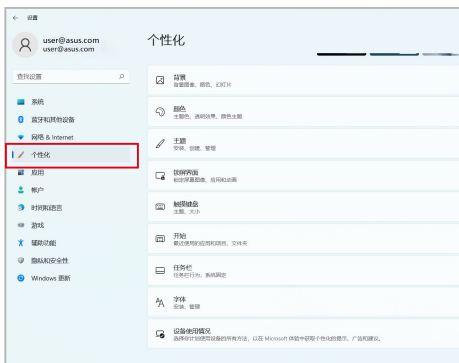 设置
user@asus.com
user@asus.com
查找设置
系统
蓝牙和其他设备
网络 & Internet
个性化
应用
帐户
时间和语言
游戏
辅助功能
隐私和安全性
Windows 更新
个性化
背景
背景图像、颜色、幻灯片
颜色
主题色、透明效果、颜色主题
主题
安装、创建、管理
锁屏界面
锁定屏幕图像、应用和动画
触摸键盘
主题、大小
开始
最近使用的应用和项目、文件夹
任务栏
任务栏行为、系统固定
字体
安装、管理
设备使用情况
选择你计划使用设备的所有方法，以在 Microsoft 体验中获取个性化的提示、广告和建议。